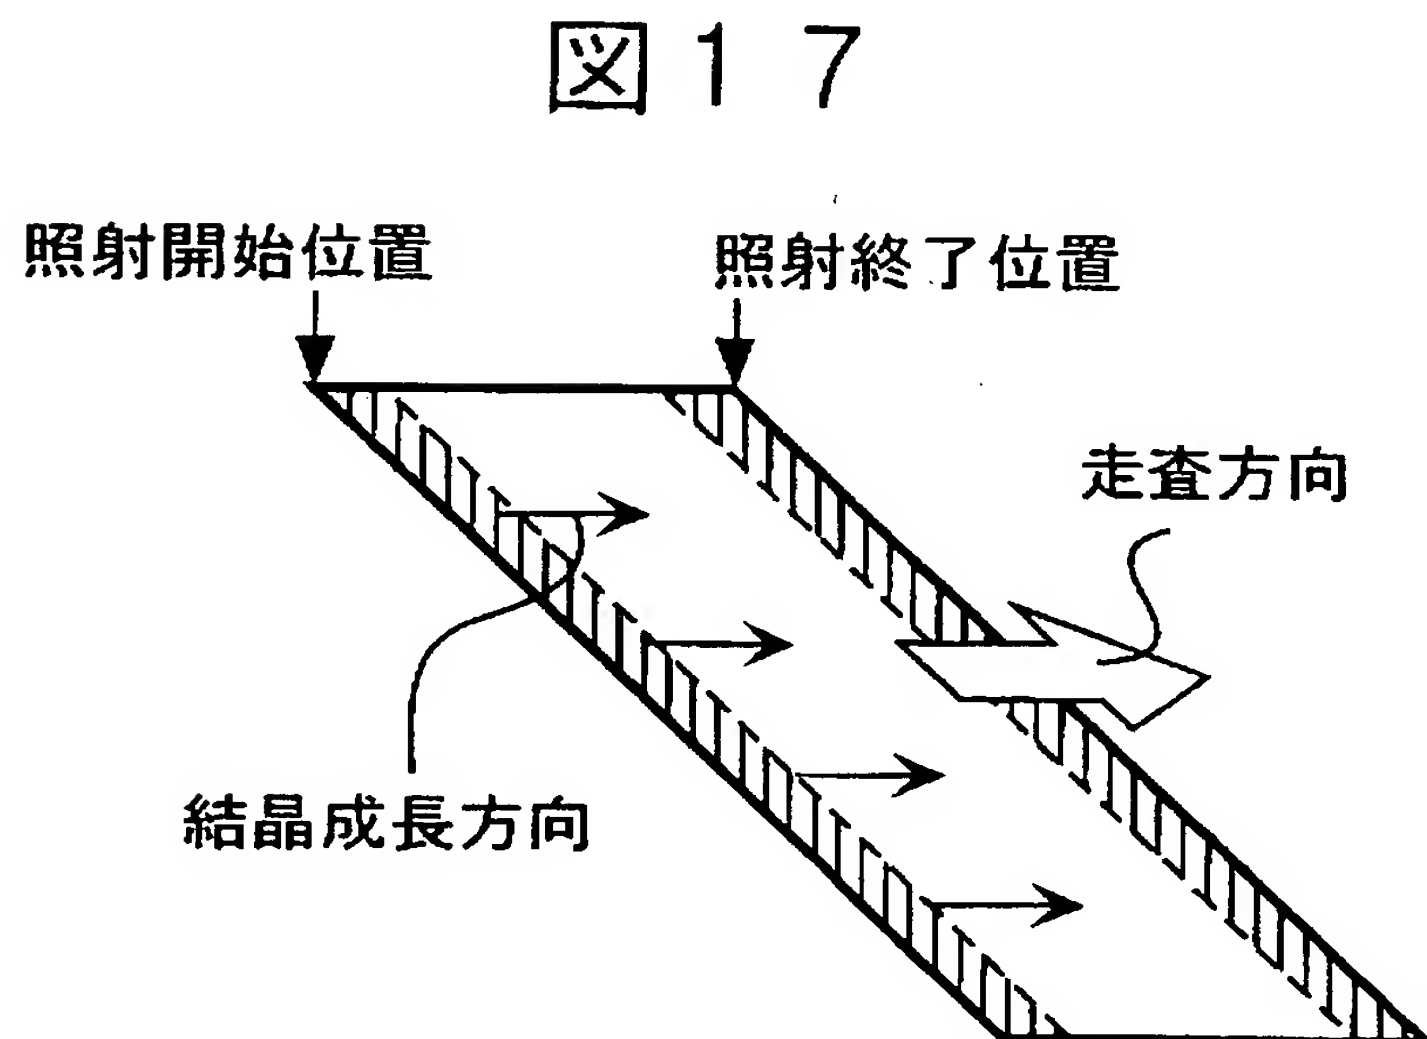 図１７
照射開始位置
照射終了位置
走査方向
結晶成長方向